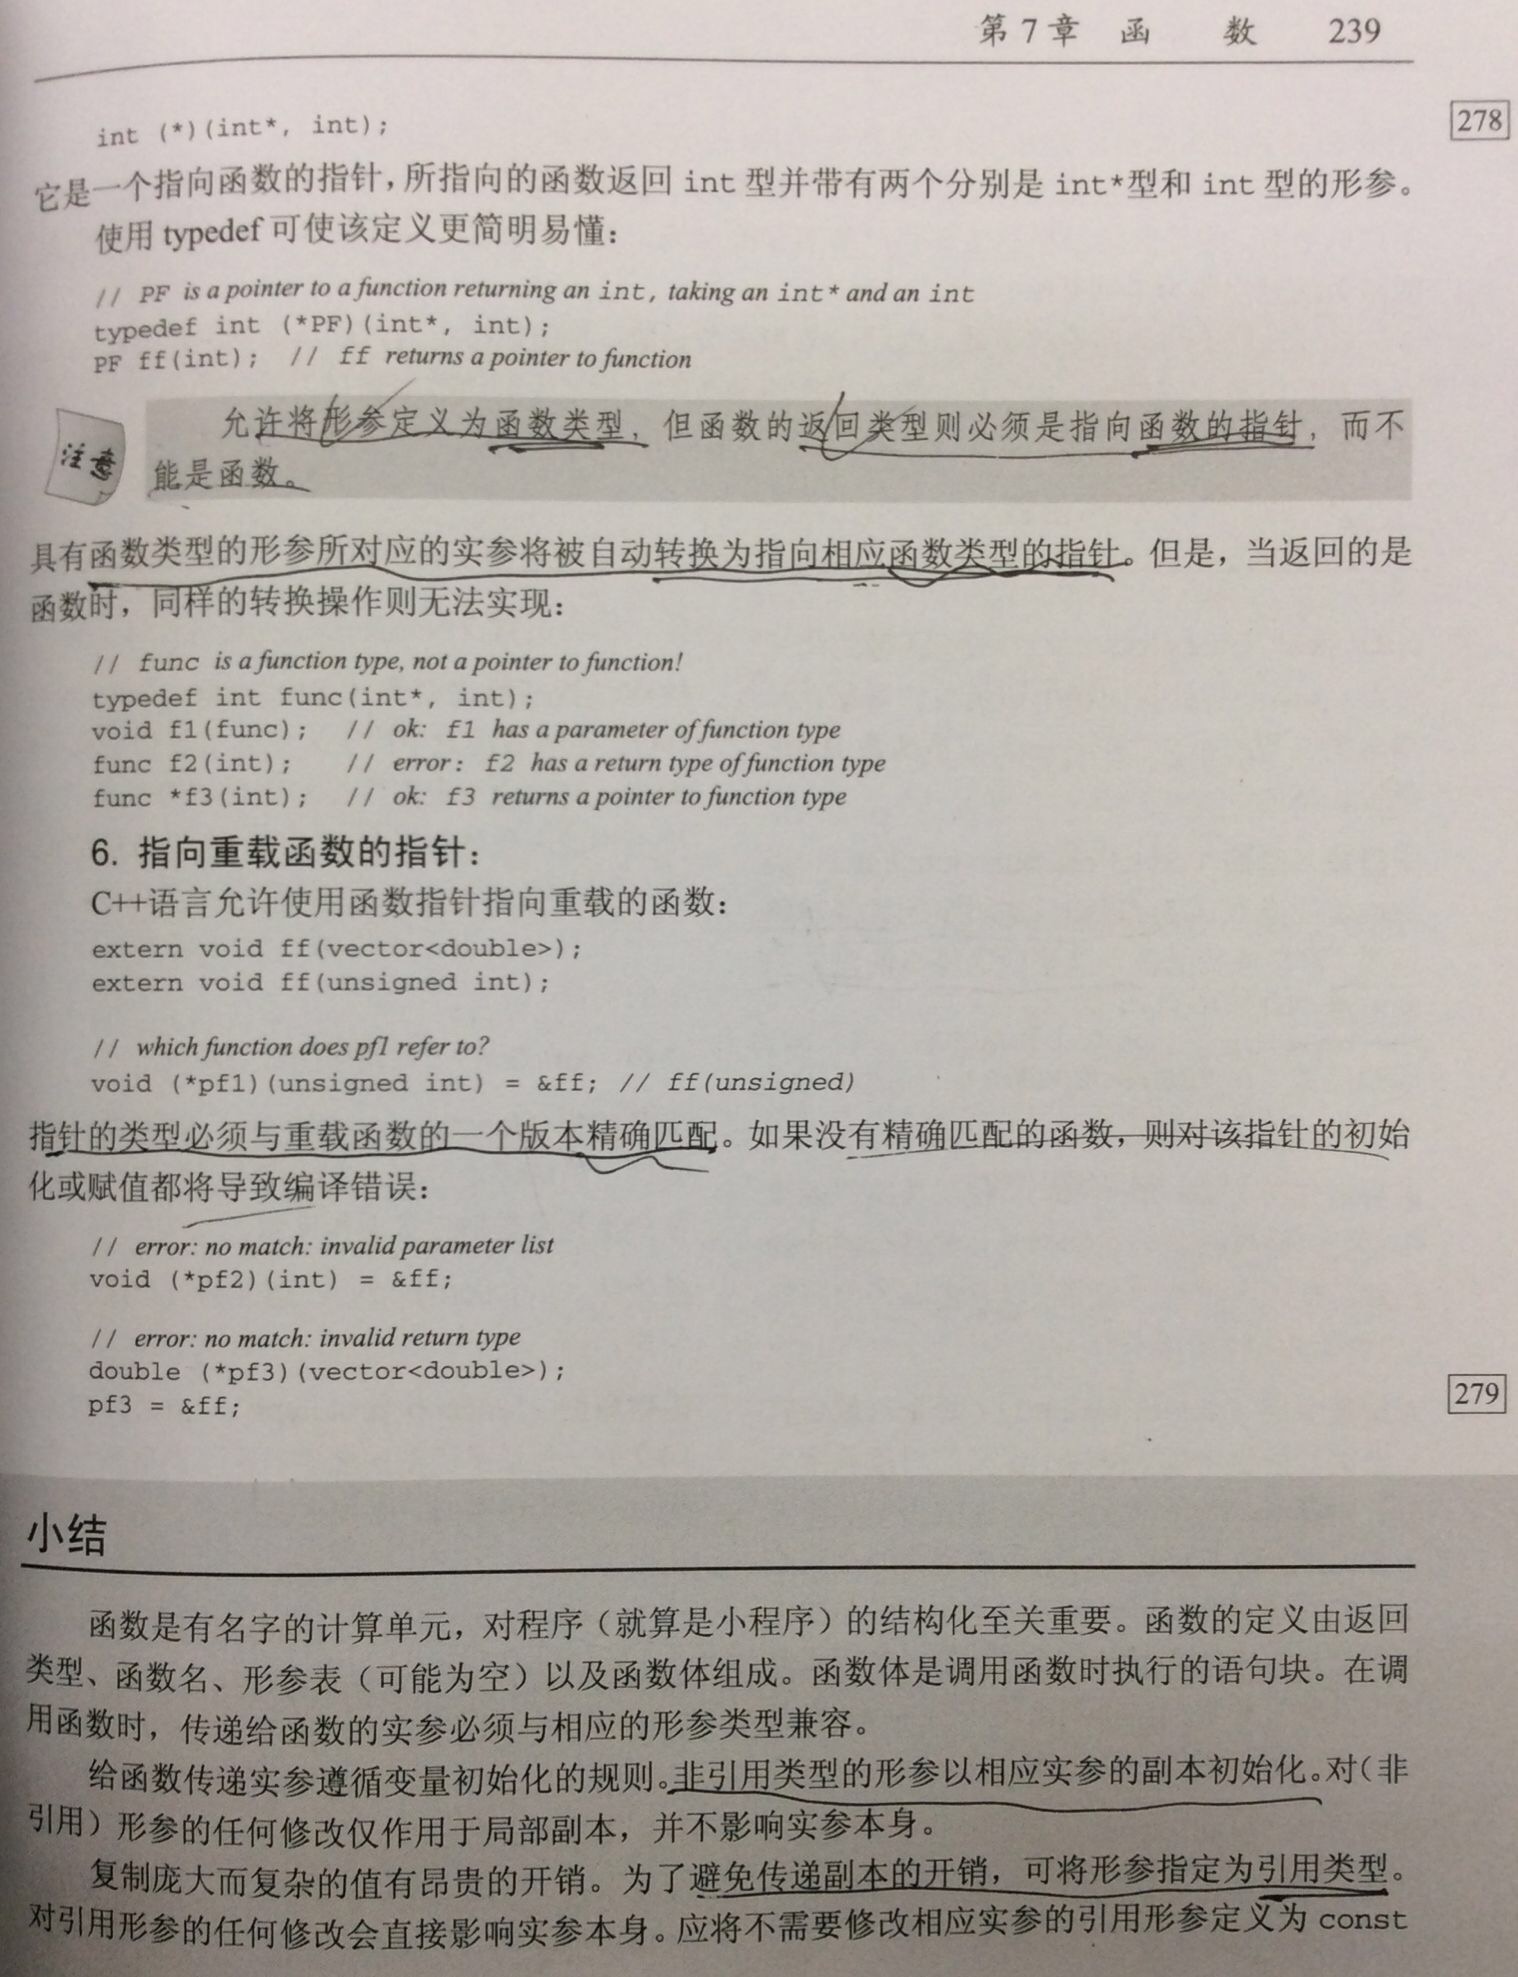 第7章 函 数 239
278
int (*)(int*, int);
它是一个指向函数的指针，所指向的函数返回 int 型并带有两个分别是 int*型和 int 型的形参。
使用 typedef 可使该定义更简明易懂：
// PF is a pointer to a function returning an int, taking an int* and an int
typedef int (*PF)(int*, int);
PF ff(int); // ff returns a pointer to function
注意
允许将形参定义为函数类型，但函数的返回类型则必须是指向函数的指针，而不
能是函数。
具有函数类型的形参所对应的实参将被自动转换为指向相应函数类型的指针。但是，当返回的是
函数时，同样的转换操作则无法实现：
// func is a function type, not a pointer to function!
typedef int func(int*, int);
void f1(func); // ok: f1 has a parameter of function type
func f2(int); // error: f2 has a return type of function type
func *f3(int); // ok: f3 returns a pointer to function type
6. 指向重载函数的指针：
C++语言允许使用函数指针指向重载的函数：
extern void ff(vector<double>);
extern void ff(unsigned int);
// which function does pf1 refer to?
void (*pf1)(unsigned int) = &ff; // ff(unsigned)
指针的类型必须与重载函数的一个版本精确匹配。如果没有精确匹配的函数，则对该指针的初始
化或赋值都将导致编译错误：
// error: no match: invalid parameter list
void (*pf2)(int) = &ff;
// error: no match: invalid return type
double (*pf3)(vector<double>);
pf3 = &ff;
279
小结
函数是有名字的计算单元，对程序（就算是小程序）的结构化至关重要。函数的定义由返回
类型、函数名、形参表（可能为空）以及函数体组成。函数体是调用函数时执行的语句块。在调
用函数时，传递给函数的实参必须与相应的形参类型兼容。
给函数传递实参遵循变量初始化的规则。非引用类型的形参以相应实参的副本初始化。对（非
引用）形参的任何修改仅作用于局部副本，并不影响实参本身。
复制庞大而复杂的值有昂贵的开销。为了避免传递副本的开销，可将形参指定为引用类型。
对引用形参的任何修改会直接影响实参本身。应将不需要修改相应实参的引用形参定义为 const